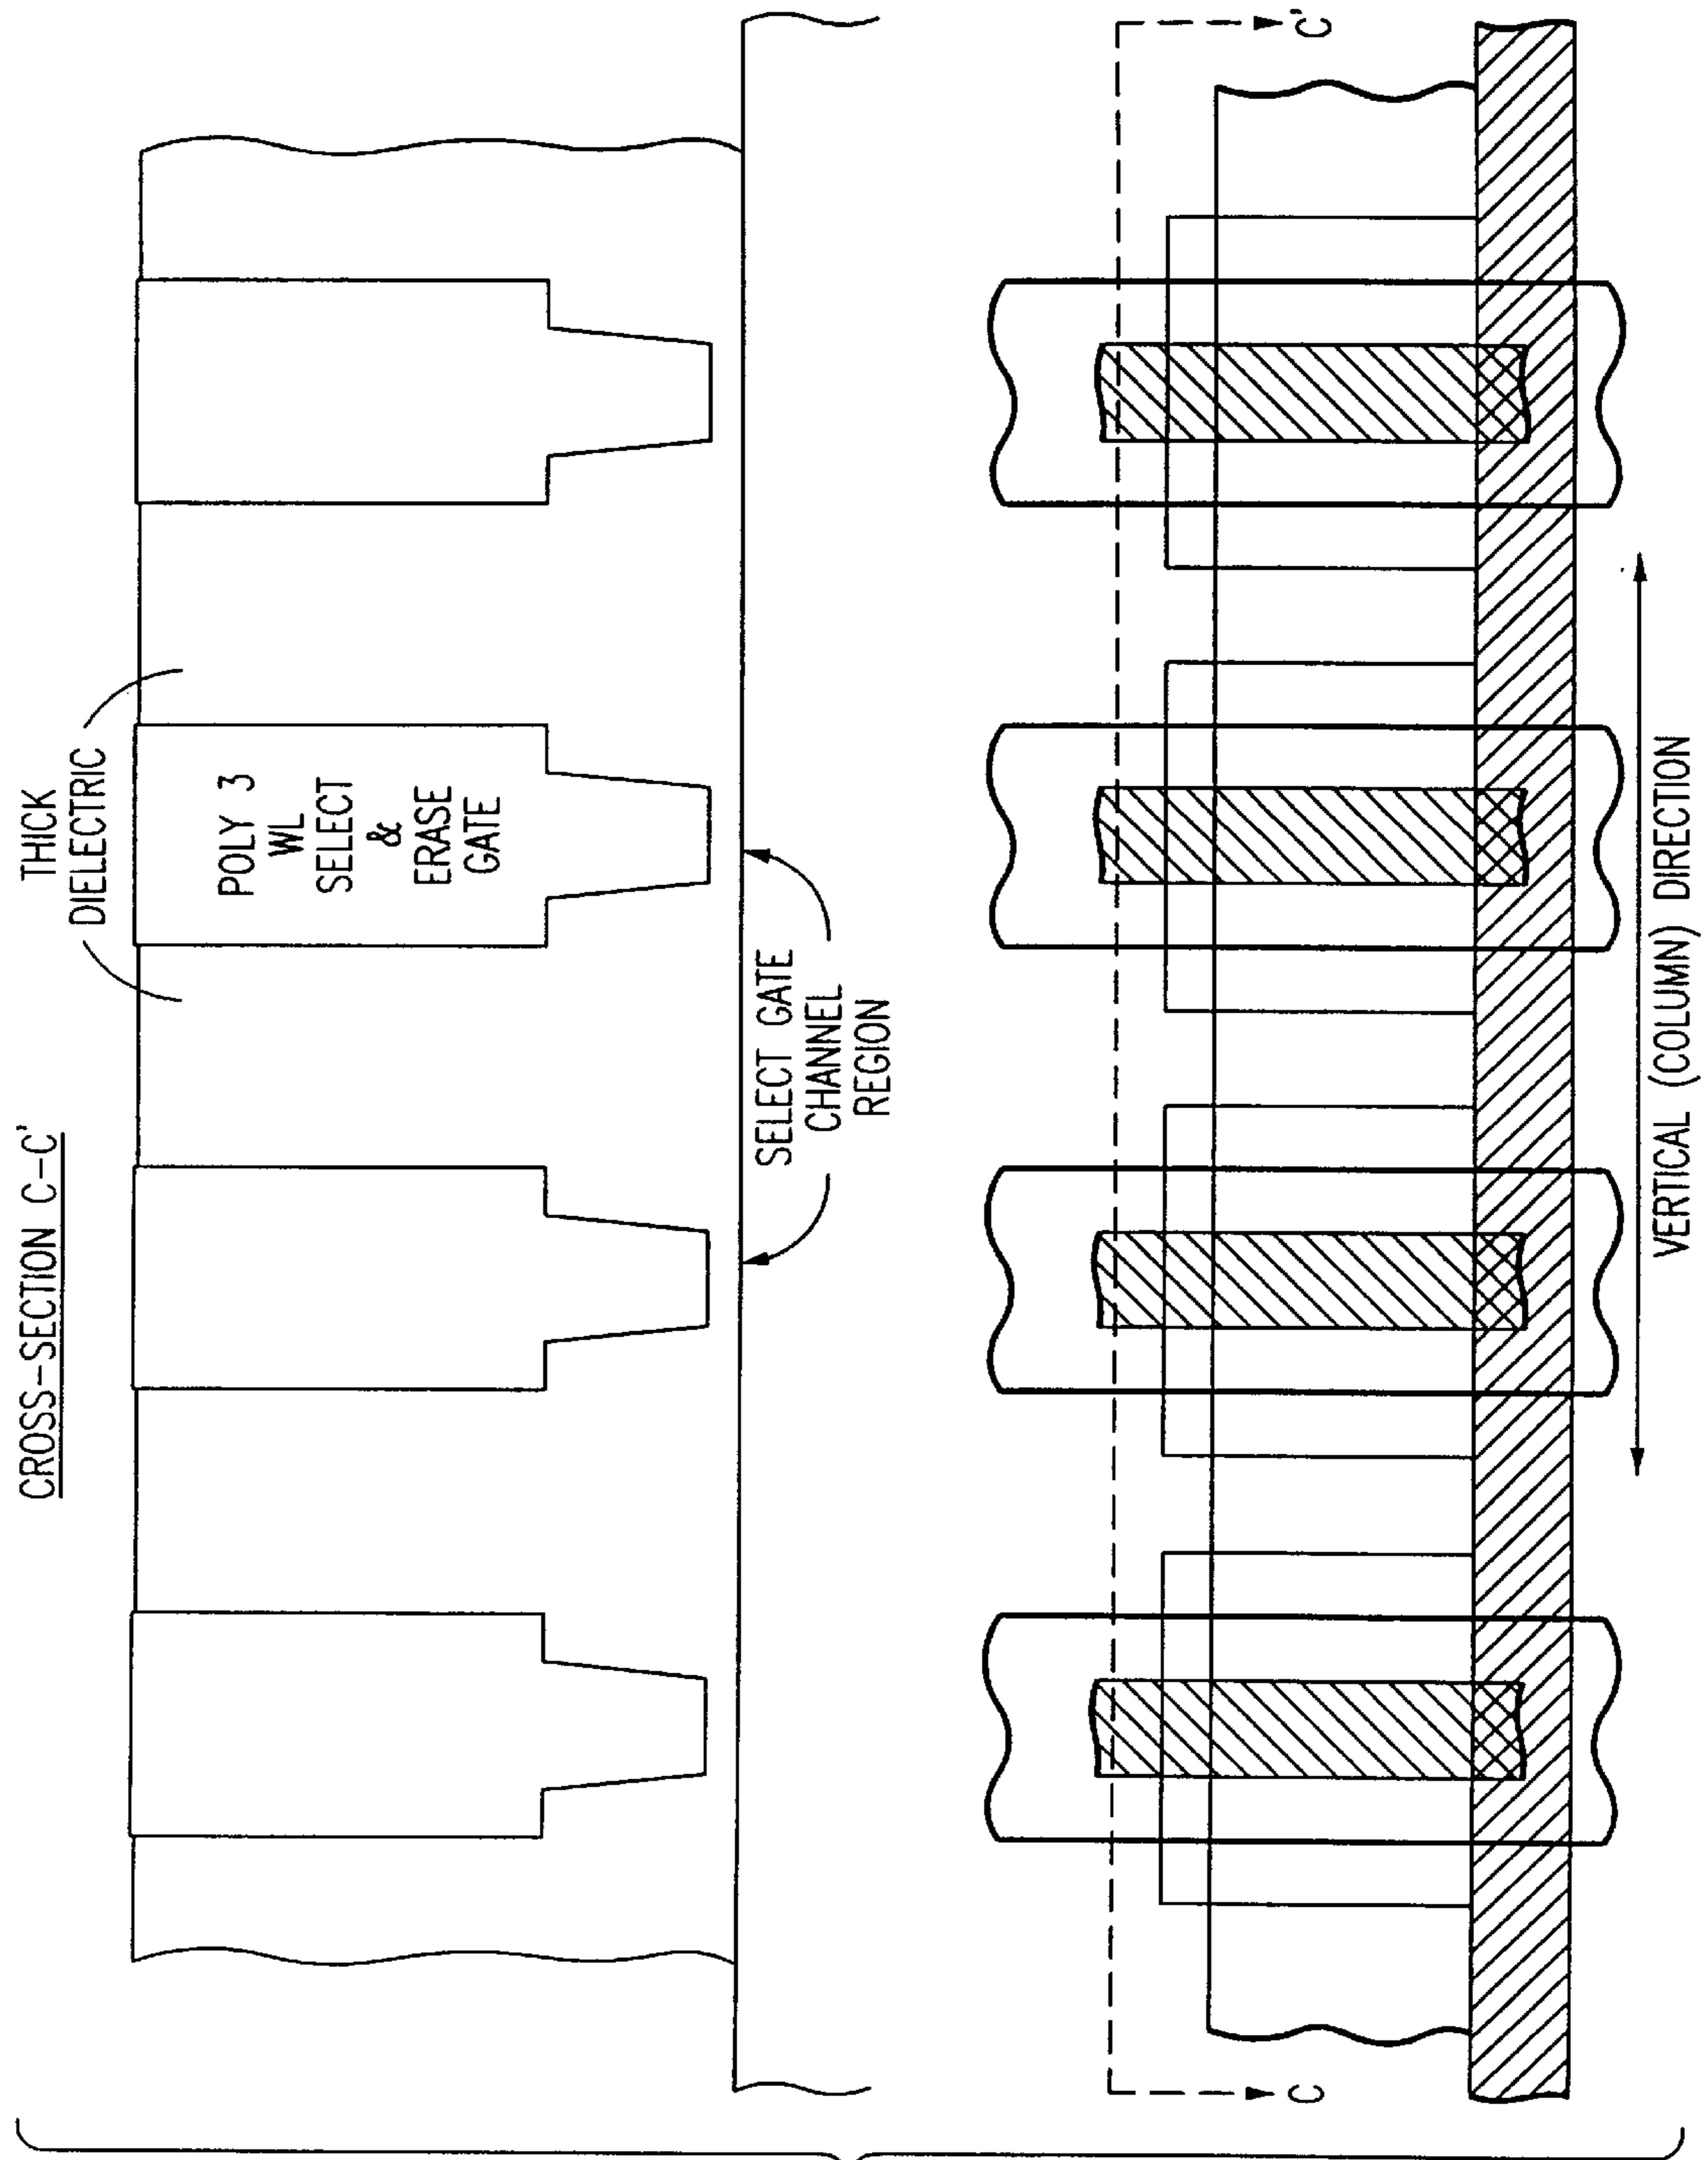 CROSS-SECTION C-C'
THICK
DIELECTRIC
POLY 3
WL
SELECT
&
ERASE
GATE
SELECT GATE
CHANNEL
REGION
C
C'
VERTICAL (COLUMN) DIRECTION